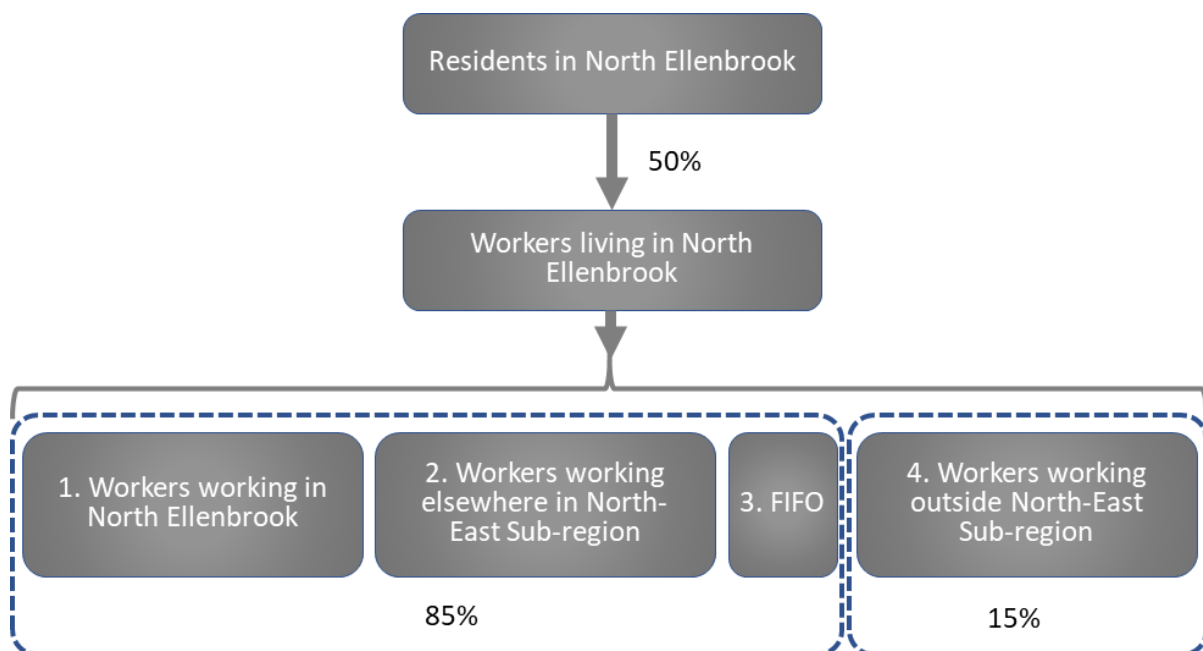 Residents in North Ellenbrook
50%
Workers living in North
Ellenbrook
1. Workers working in
North Ellenbrook
2. Workers working
elsewhere in North-
East Sub-region
3. FIFO
4. Workers working
outside North-East
Sub-region
85%
15%